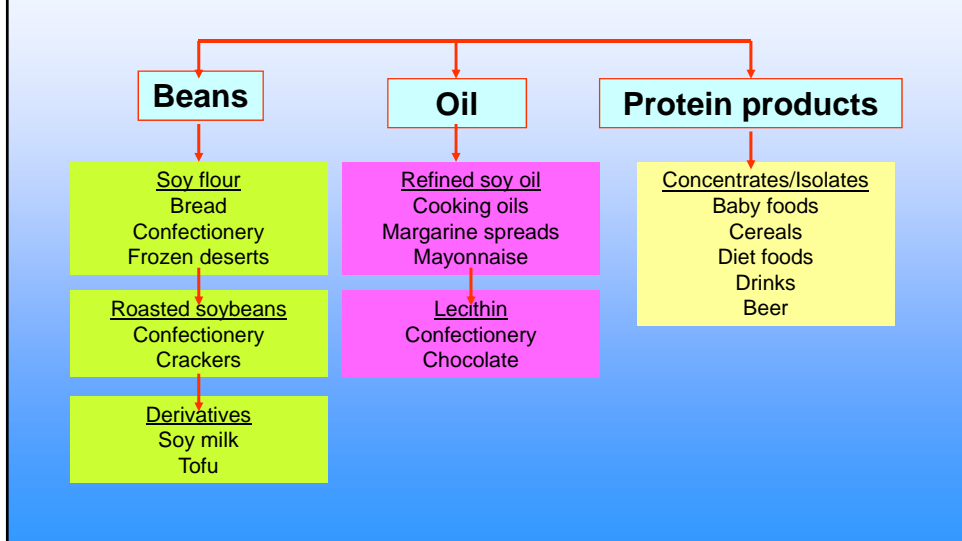 Beans
Soy flour
Bread
Confectionery
Frozen deserts
Roasted soybeans
Confectionery
Crackers
Derivatives
Soy milk
Tofu
Oil
Refined soy oil
Cooking oils
Margarine spreads
Mayonnaise
Lecithin
Confectionery
Chocolate
Protein products
Concentrates/Isolates
Baby foods
Cereals
Diet foods
Drinks
Beer